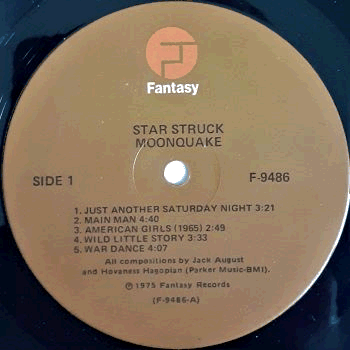 Fantasy
STAR STRUCK
MOONQUAKE
SIDE 1
F-9486
1. JUST ANOTHER SATURDAY NIGHT 3:21
2. MAIN MAN 4:40
3. AMERICAN GIRLS (1965) 2:49
4. WILD LITTLE STORY 3:33
5. WAR DANCE 4:07
All compositions by Jack August
and Hovaness Hagopian (Parker Music-BMI).
℗ 1975 Fantasy Records
(F-9486-A)